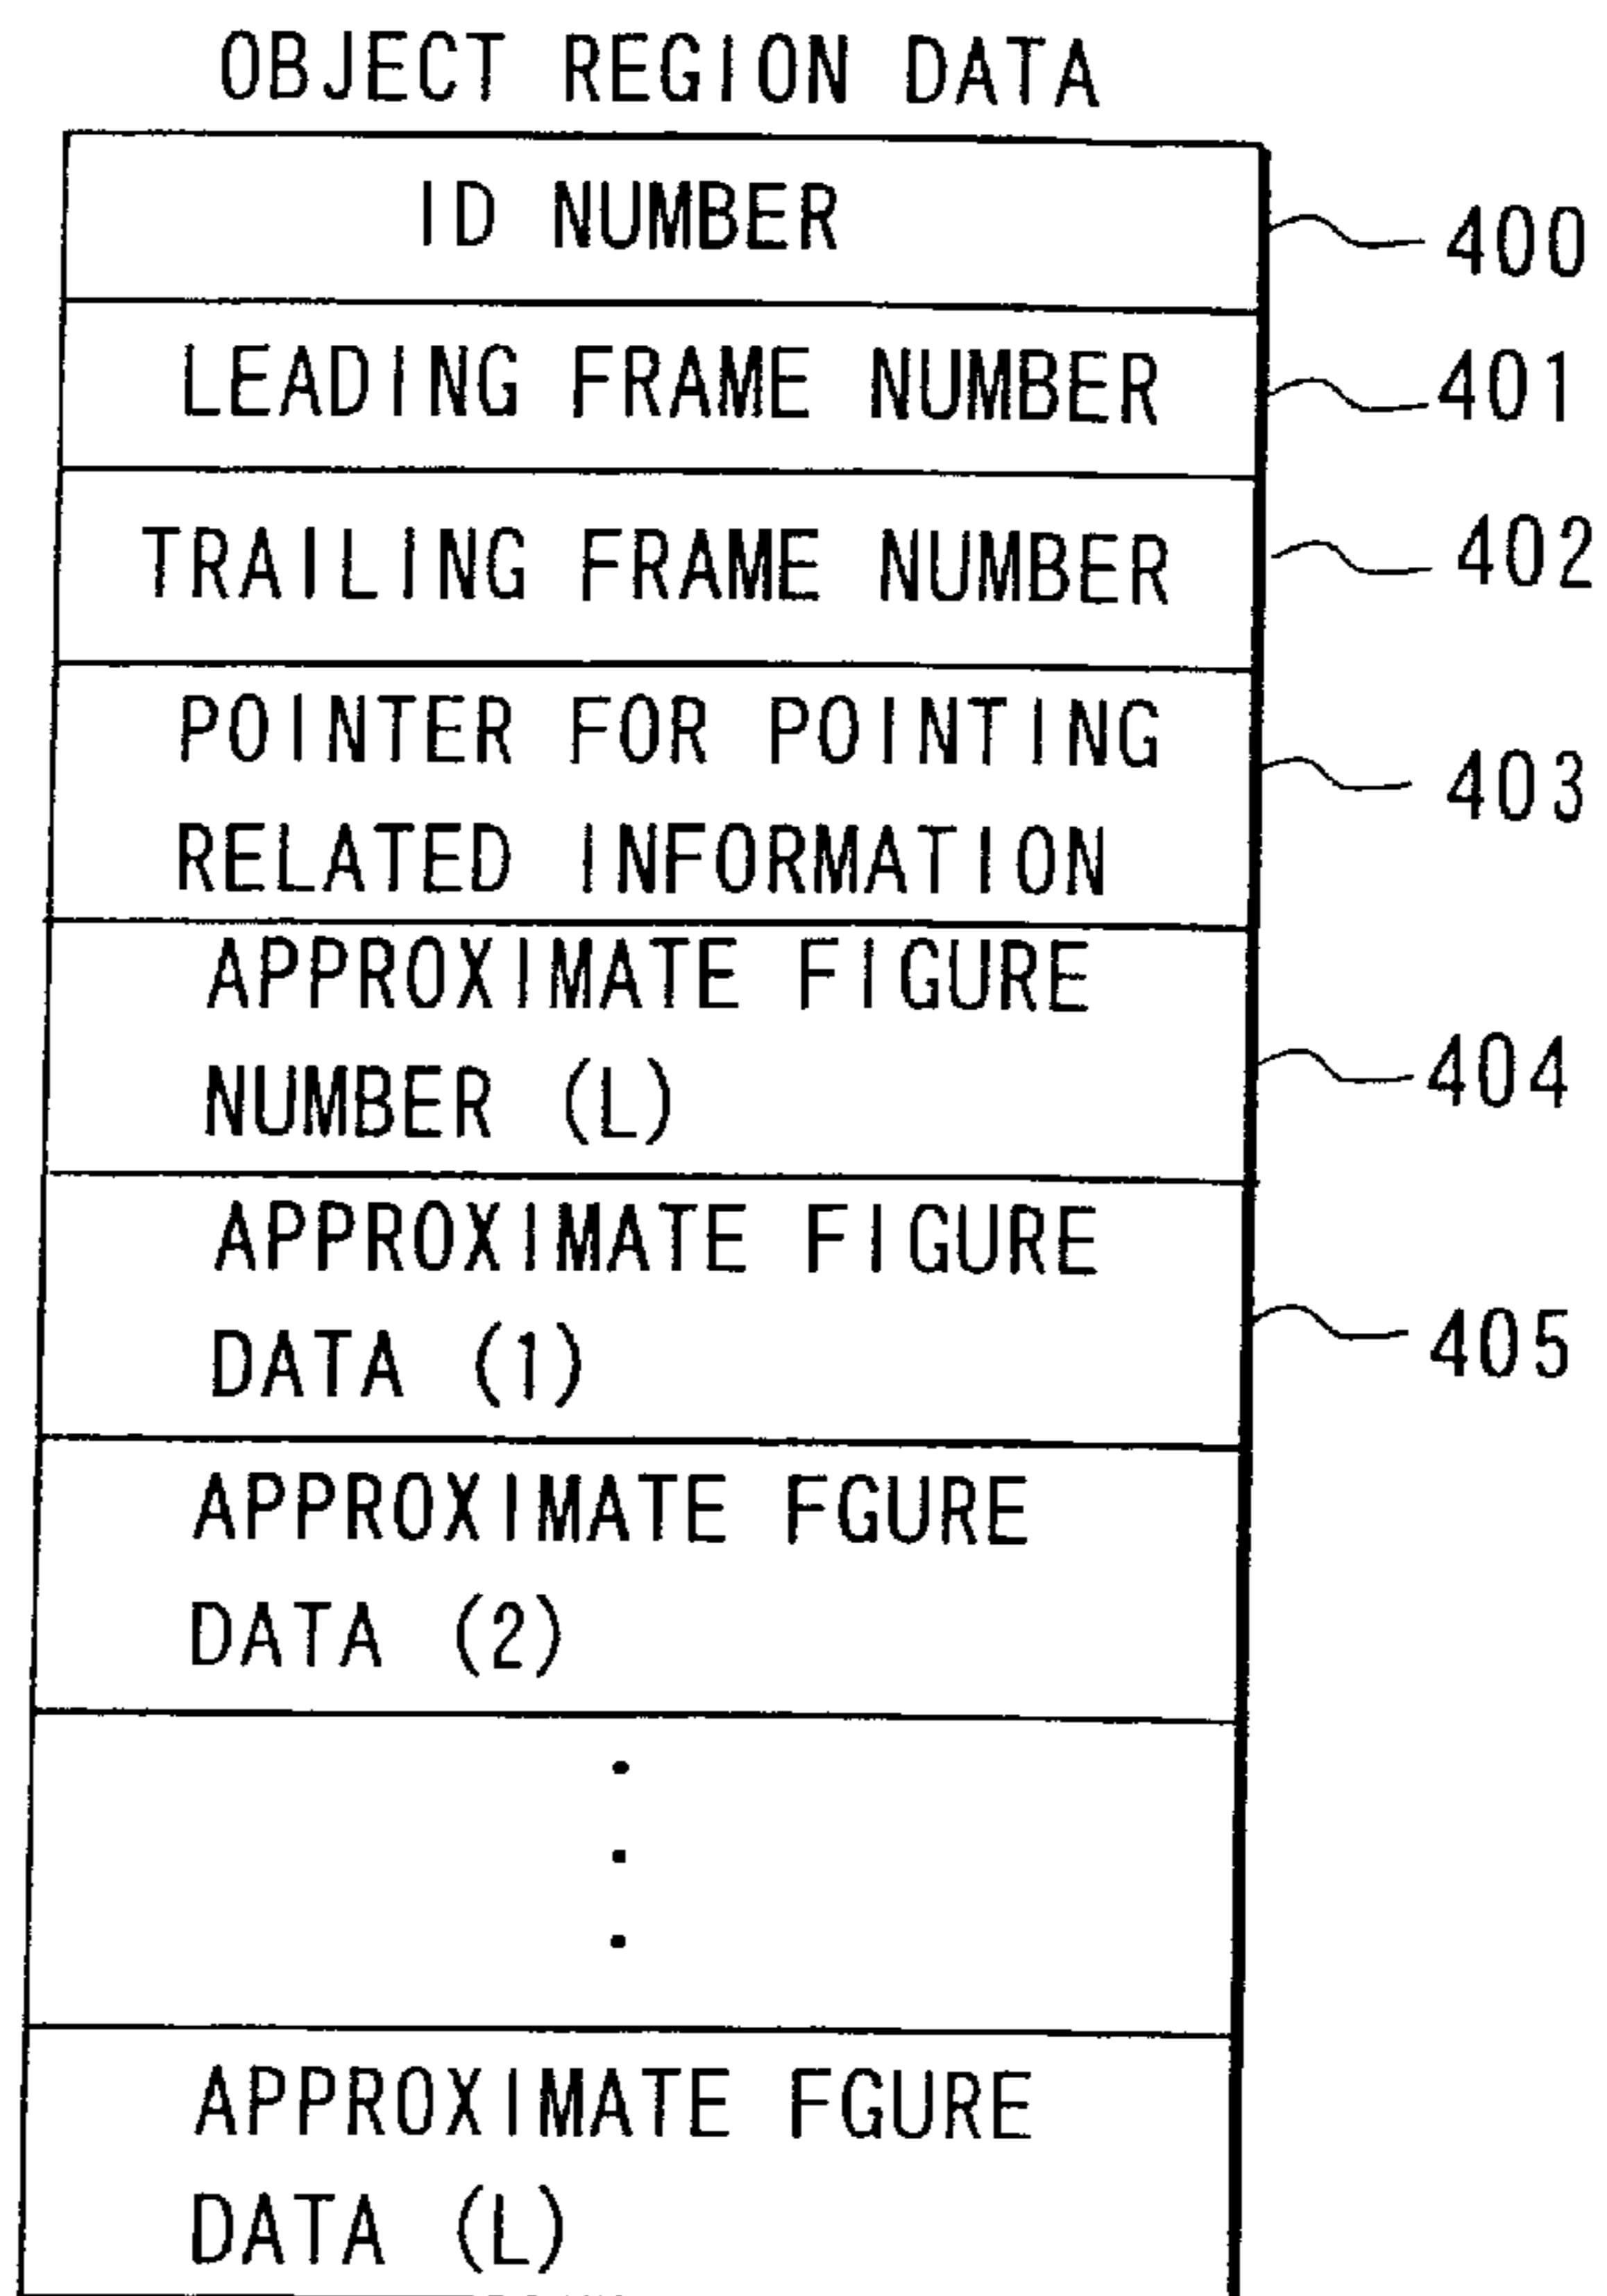 OBJECT REGION DATA
ID NUMBER
400
LEADING FRAME NUMBER
401
TRAILING FRAME NUMBER
402
POINTER FOR POINTING
RELATED INFORMATION
403
APPROXIMATE FIGURE
NUMBER (L)
404
APPROXIMATE FIGURE
DATA (1)
405
APPROXIMATE FGURE
DATA (2)
APPROXIMATE FGURE
DATA (L)